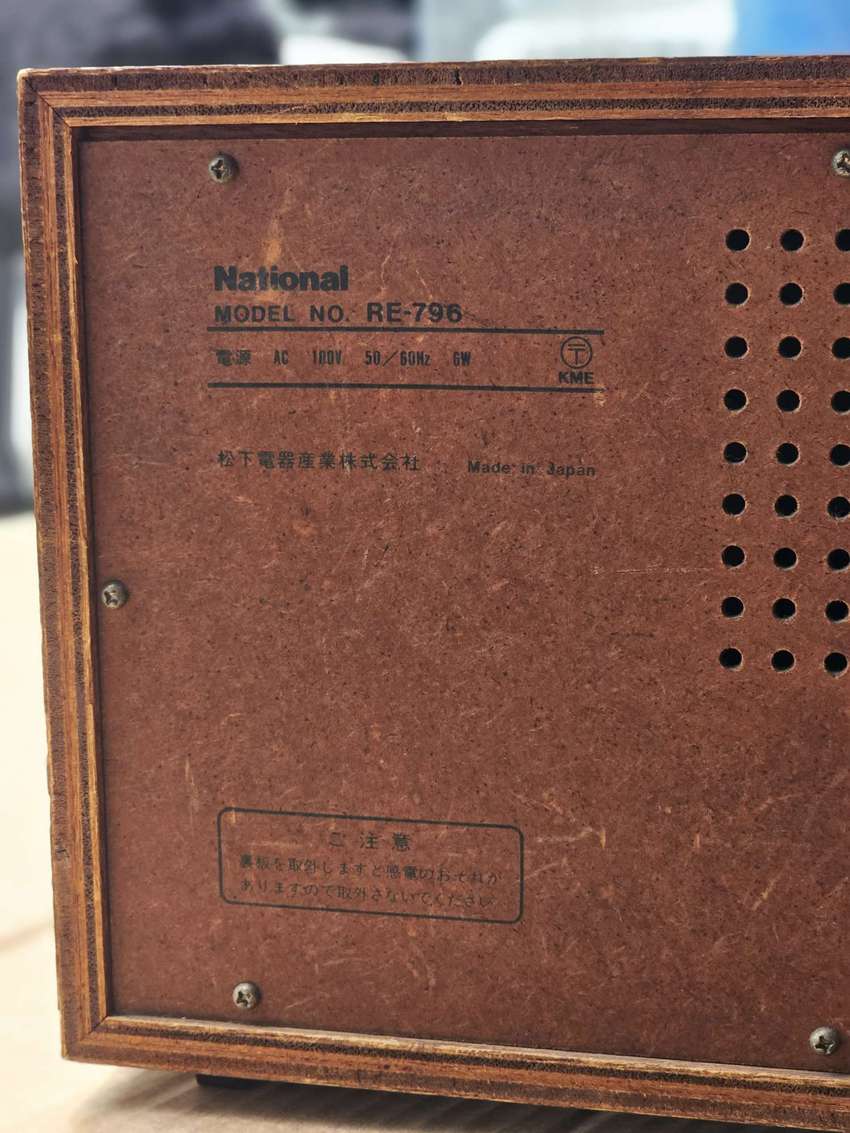 National
MODEL NO. RE-796
電源 AC 100V 50/60Hz 6W
〒
KME
松下電器産業株式会社 Made in Japan
ご注意
裏板を取外しますと感電のおそれが
ありますので取外さないでください